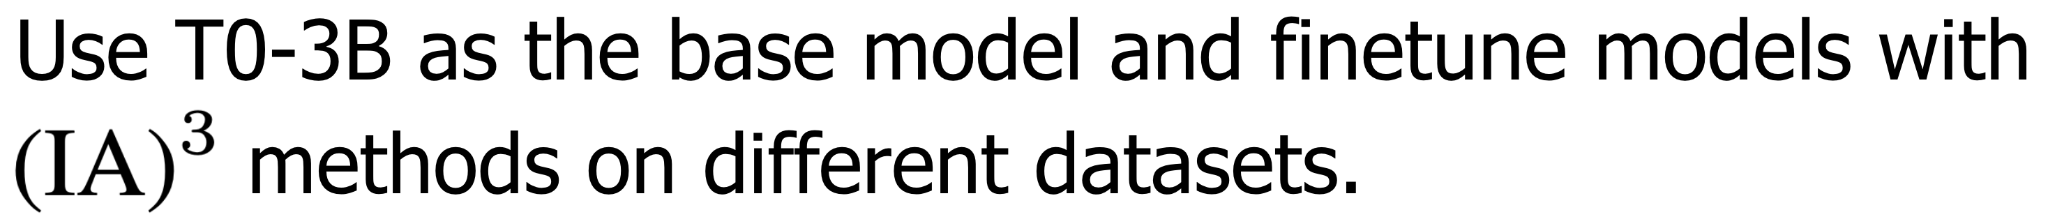 Use T0-3B as the base model and finetune models with
(IA)³ methods on different datasets.